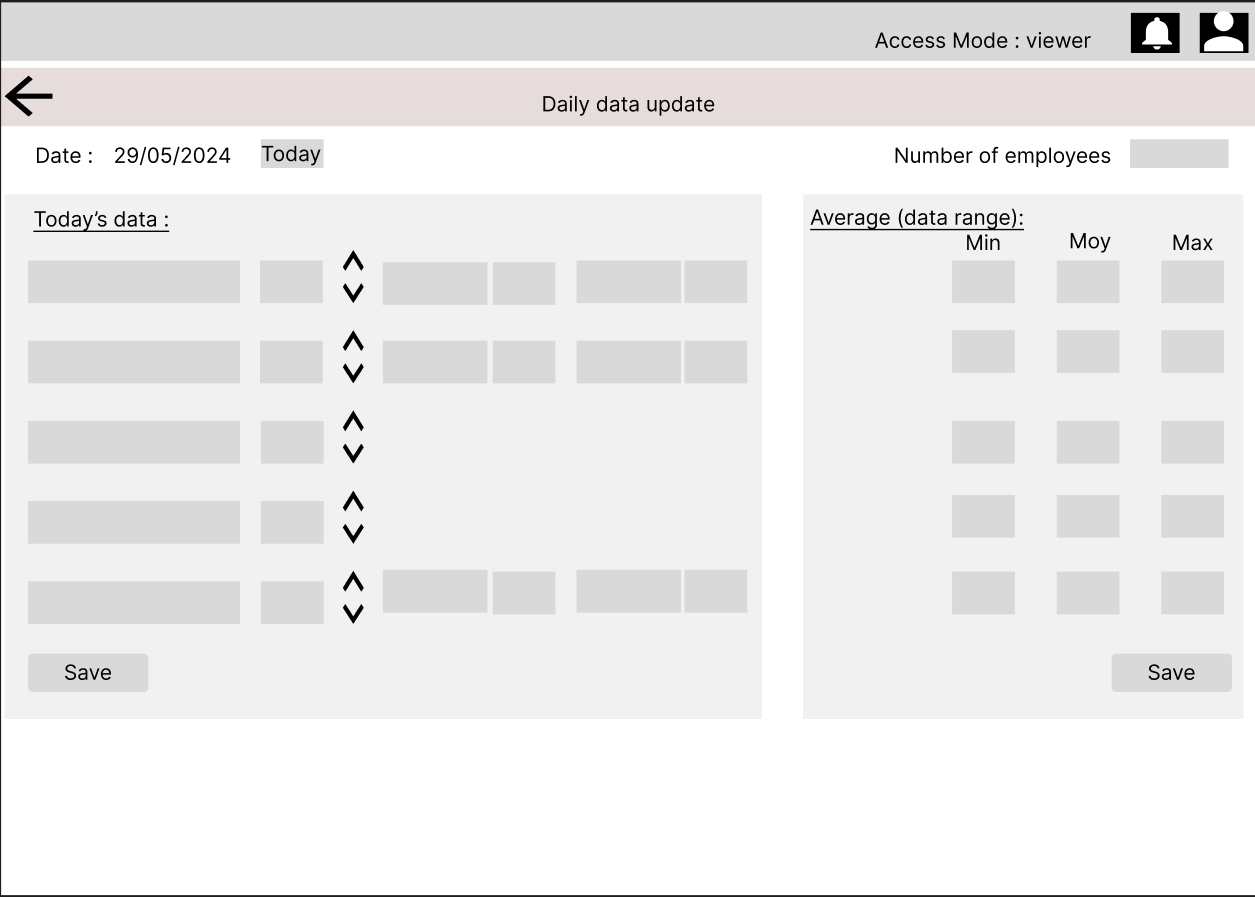 Access Mode : viewer
Daily data update
Date : 29/05/2024 Today
Number of employees
Today’s data :
Average (data range):
Min Moy Max
Save
Save